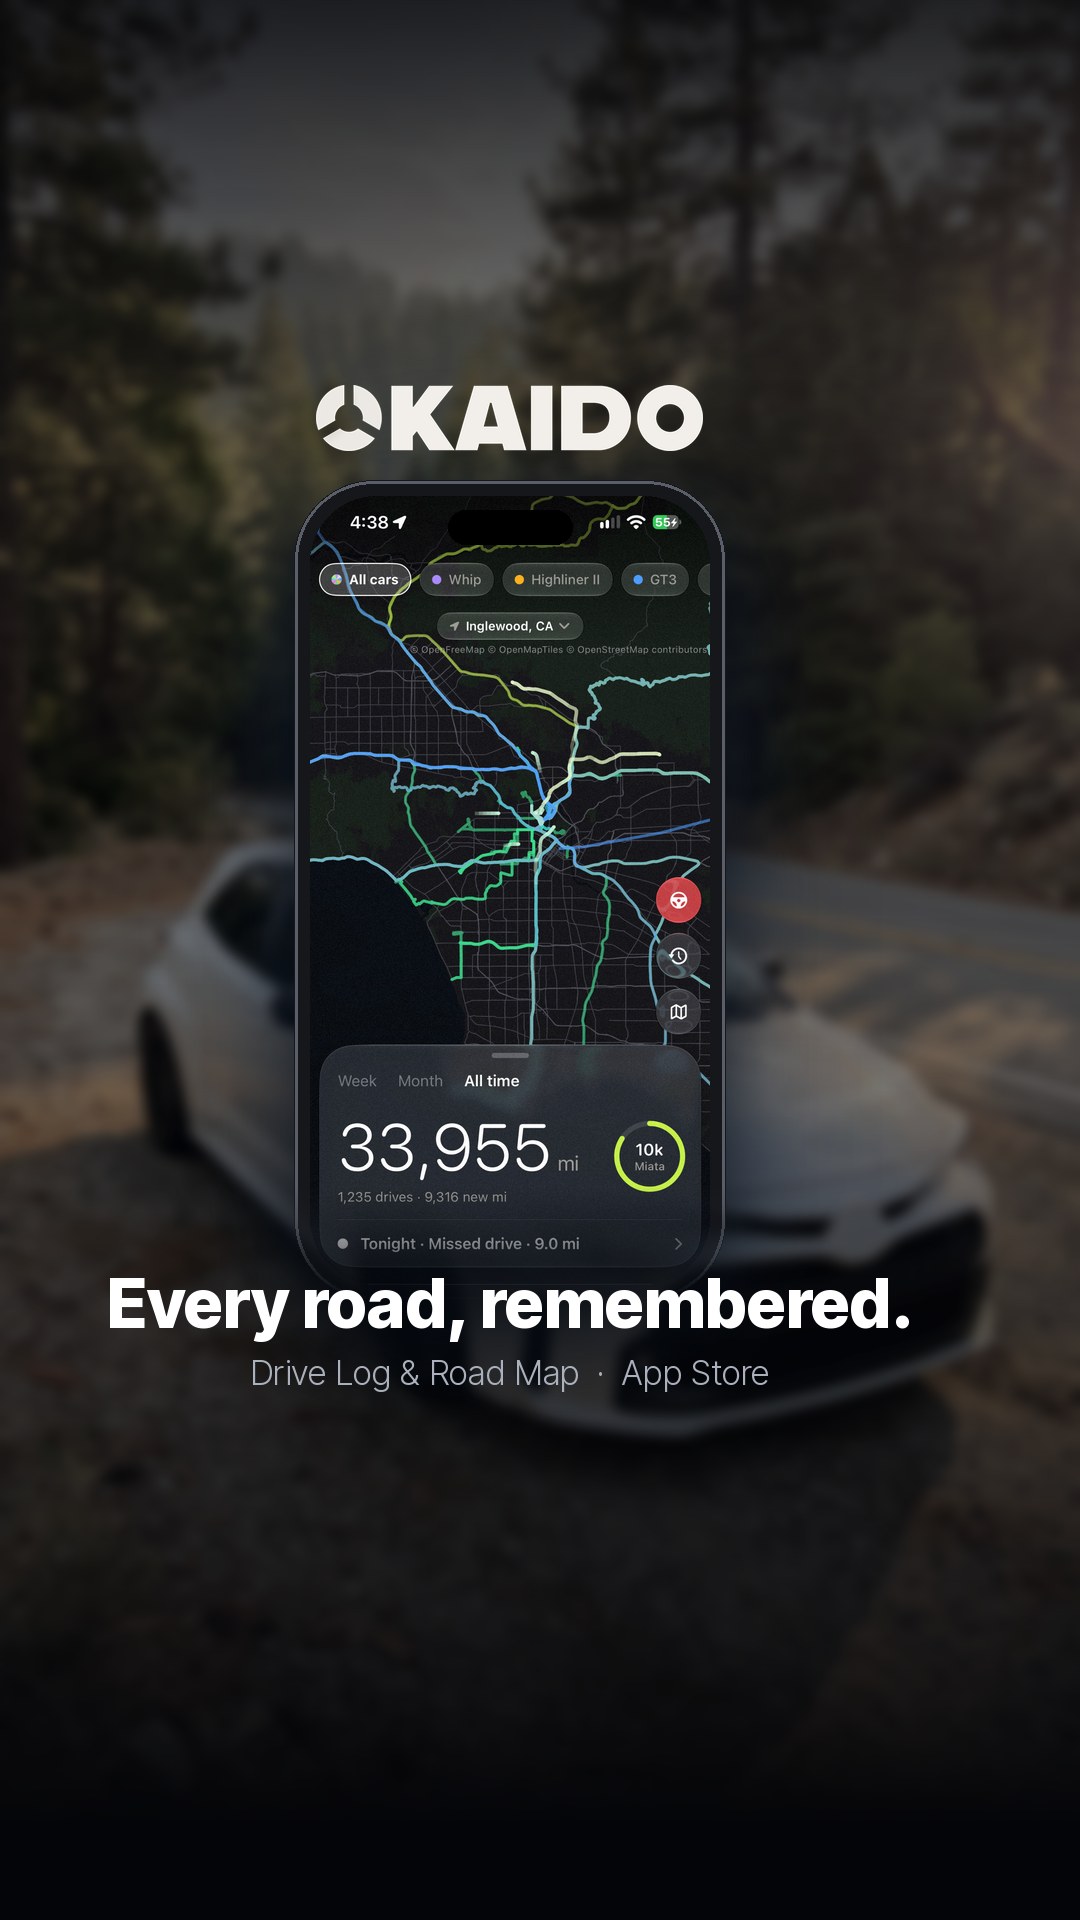 KAIDO
4:38
55
All cars
Whip
Highliner II
GT3
Inglewood, CA
© OpenFreeMap © OpenMapTiles © OpenStreetMap contributors
Week Month All time
33,955 mi
10k
Miata
1,235 drives · 9,316 new mi
Tonight · Missed drive · 9.0 mi
Every road, remembered.
Drive Log & Road Map · App Store